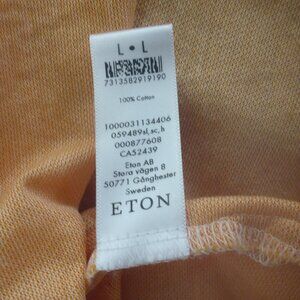 L • L
7313582919190
100% Cotton
1000031134406
059489sl,sc,h
000877608
CA52439
Eton AB
Stora vägen 8
50771 Gånghester
Sweden
ETON